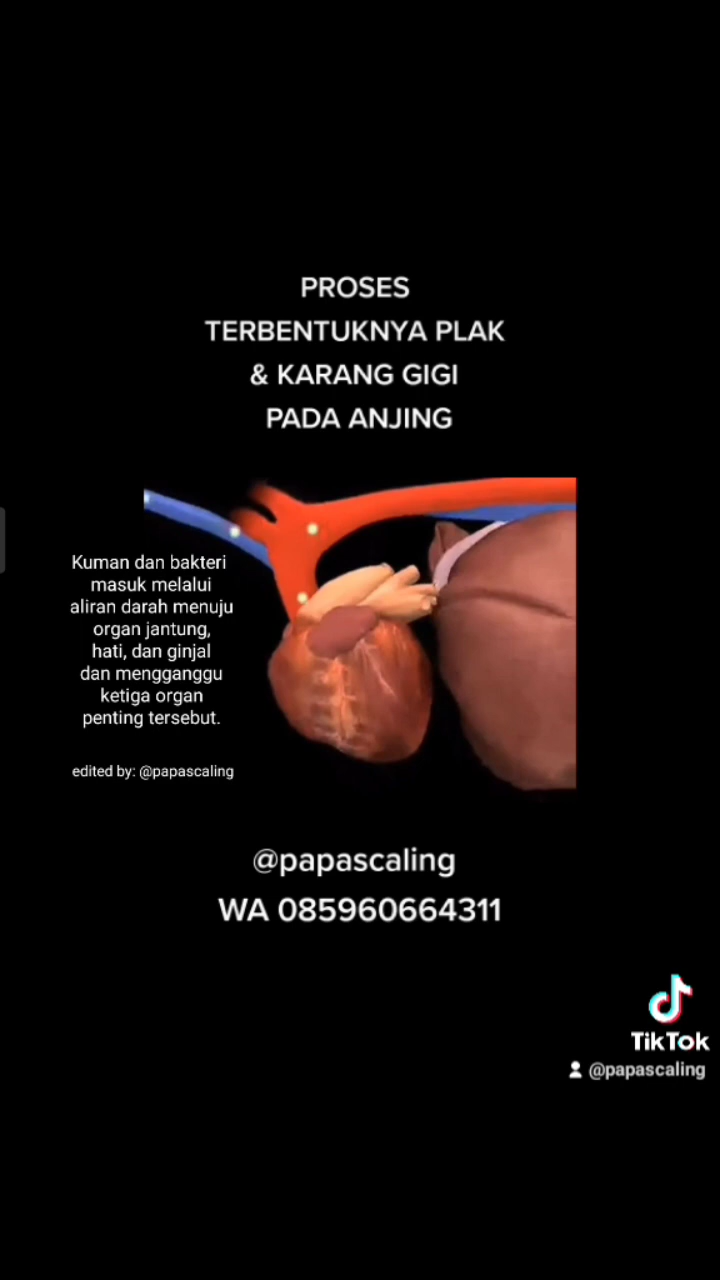 PROSES
TERBENTUKNYA PLAK
& KARANG GIGI
PADA ANJING
Kuman dan bakteri
masuk melalui
aliran darah menuju
organ jantung,
hati, dan ginjal
dan mengganggu
ketiga organ
penting tersebut.
edited by: @papascaling
@papascaling
WA 085960664311
TikTok
@papascaling